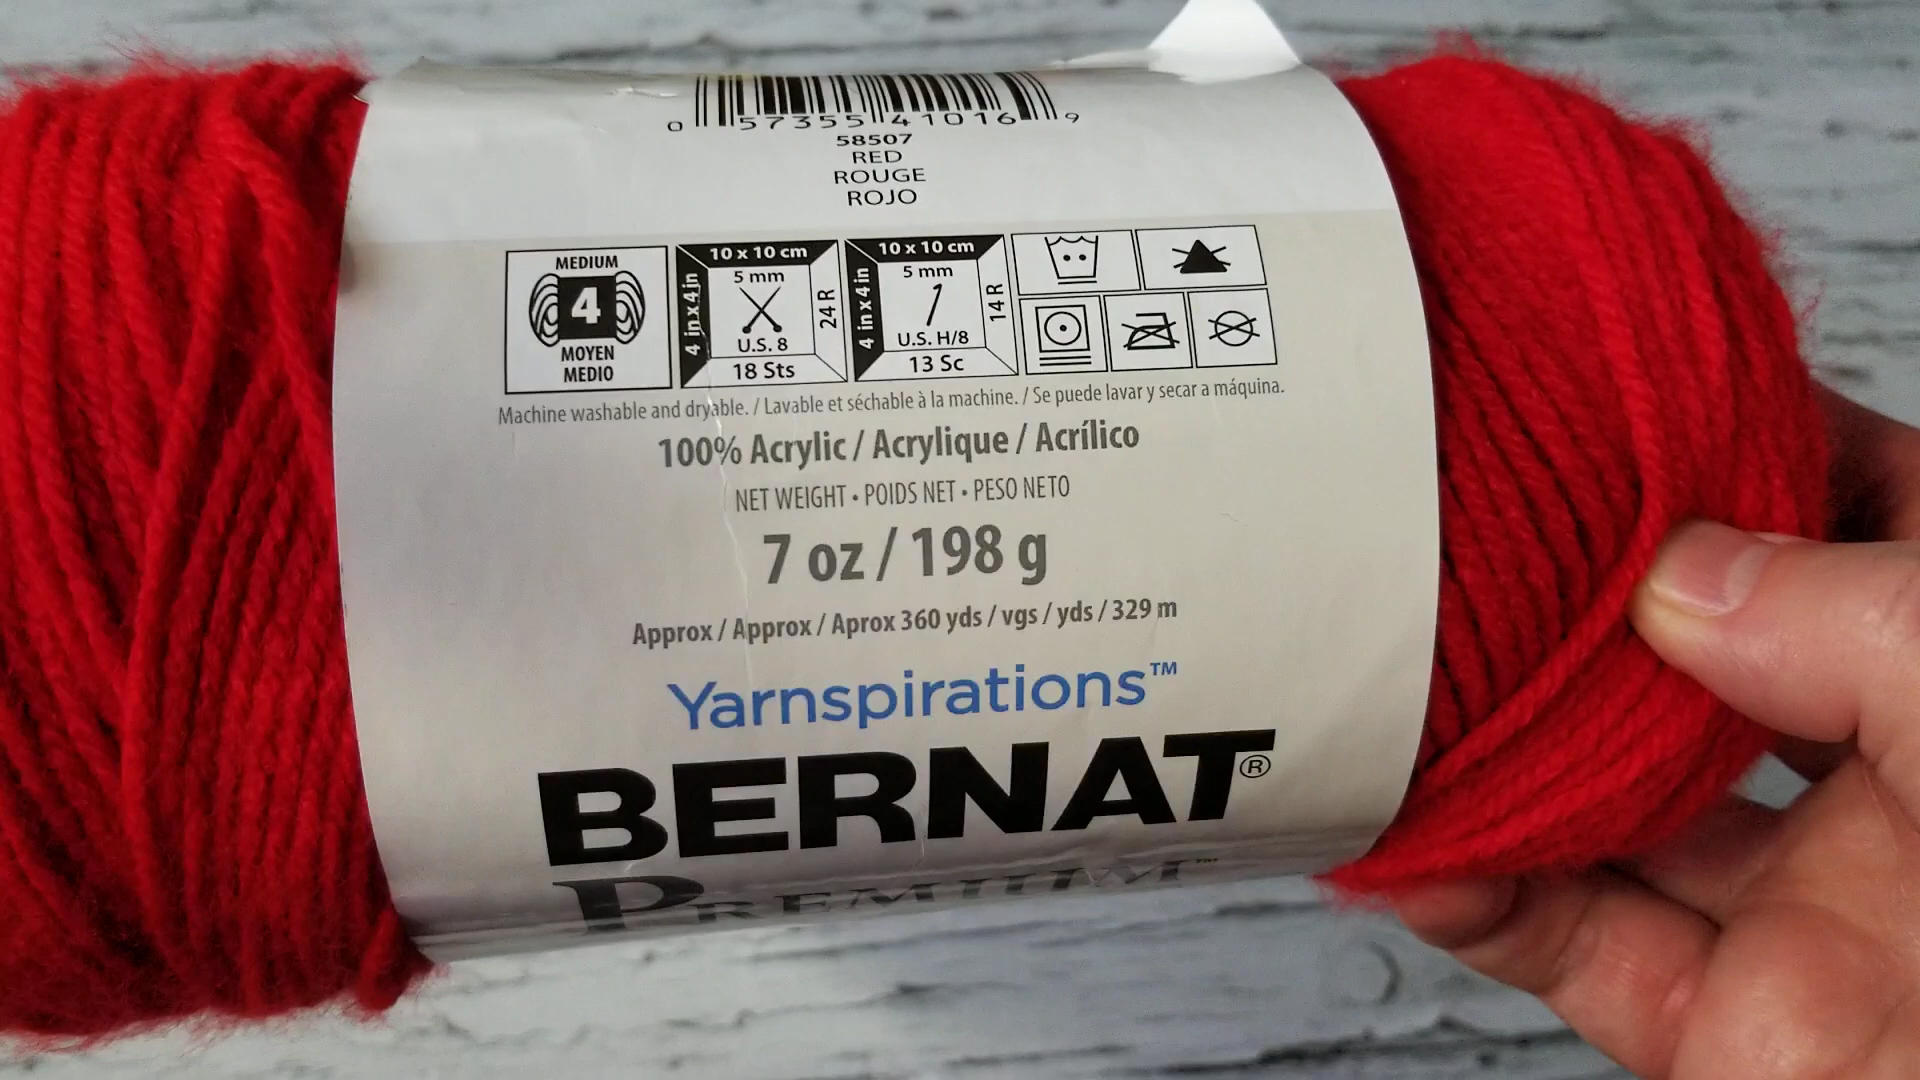 0 57355 41016 9
58507
RED
ROUGE
ROJO
MEDIUM
4
MOYEN
MEDIO
10 x 10 cm
4 in x 4 in
5 mm
U.S. 8
24 R
18 Sts
10 x 10 cm
4 in x 4 in
5 mm
U.S. H/8
14 R
13 Sc
Machine washable and dryable. / Lavable et séchable à la machine. / Se puede lavar y secar a máquina.
100% Acrylic / Acrylique / Acrílico
NET WEIGHT • POIDS NET • PESO NETO
7 oz / 198 g
Approx / Approx / Aprox 360 yds / vgs / yds / 329 m
Yarnspirations™
BERNAT®
PREMIUM™